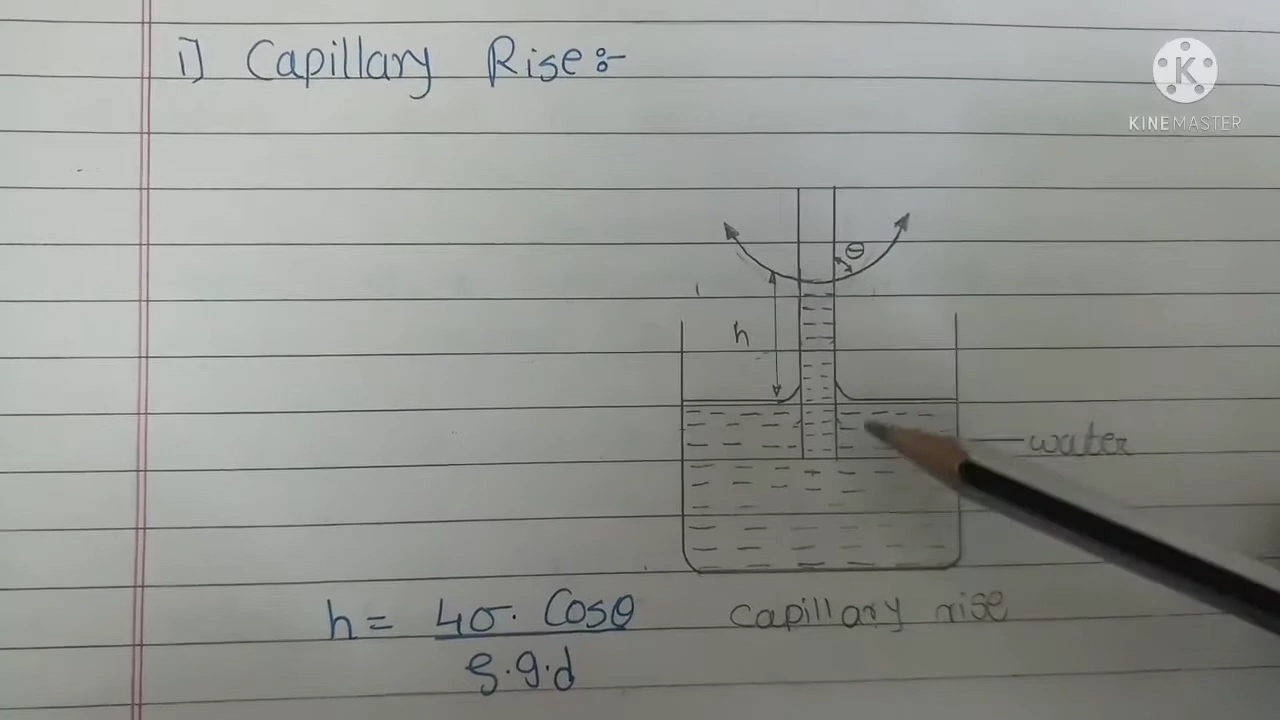 i] Capillary Rise:-
K
KINEMASTER
θ
h
water
h = 4σ. Cosθ
capillary rise
ρ.g.d